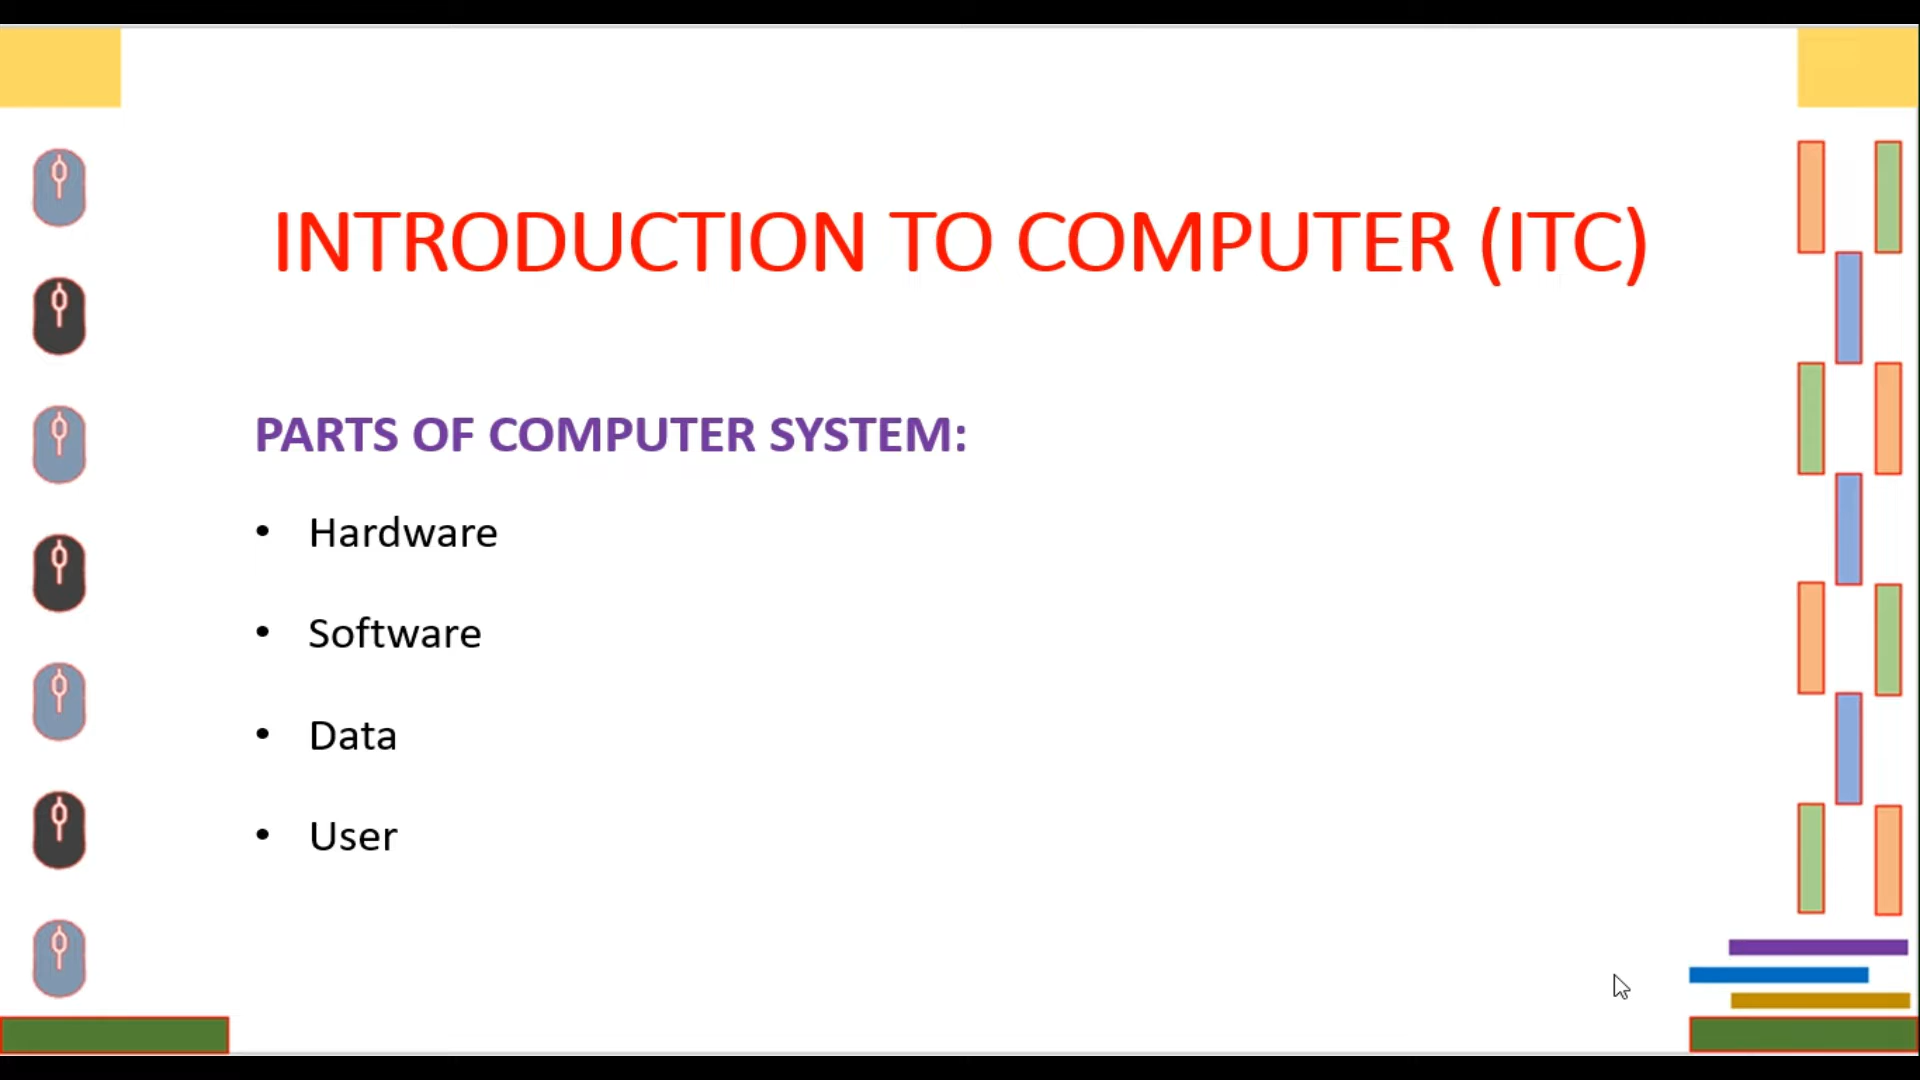 INTRODUCTION TO COMPUTER (ITC)
PARTS OF COMPUTER SYSTEM:
• Hardware
• Software
• Data
• User